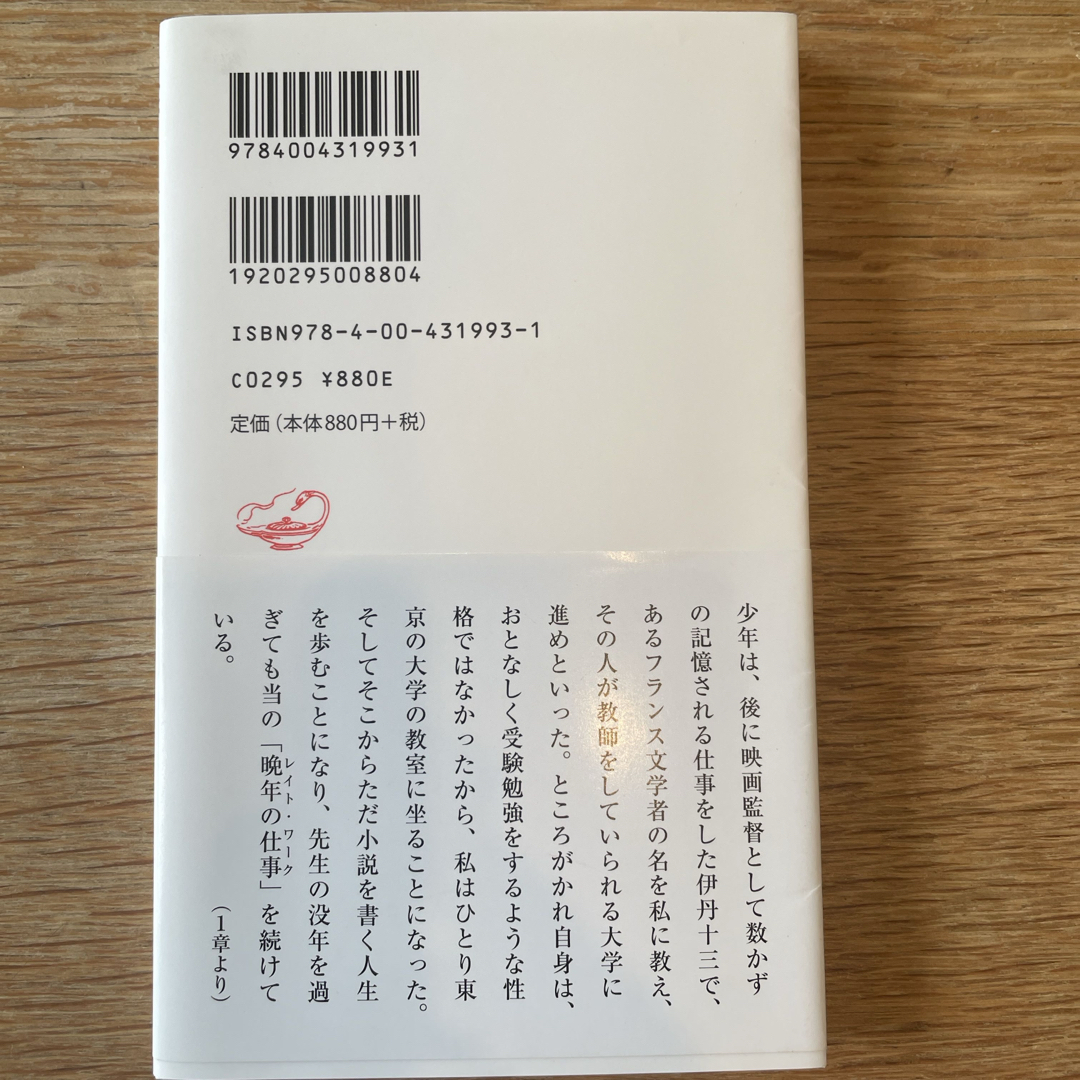 9784004319931
1920295008804
ISBN978-4-00-431993-1
C0295 ¥880E
定価(本体880円+税)
少年は、後に映画監督として数かず
の記憶される仕事をした伊丹十三で、
あるフランス文学者の名を私に教え、
その人が教師をしていられる大学に
進めといった。ところがかれ自身は、
おとなしく受験勉強をするような性
格ではなかったから、私はひとり東
京の大学の教室に坐ることになった。
そしてそこからただ小説を書く人生
を歩むことになり、先生の没年を過
ぎても当の「晩年の仕事」を続けて
レイト・ワーク
いる。
(1章より)